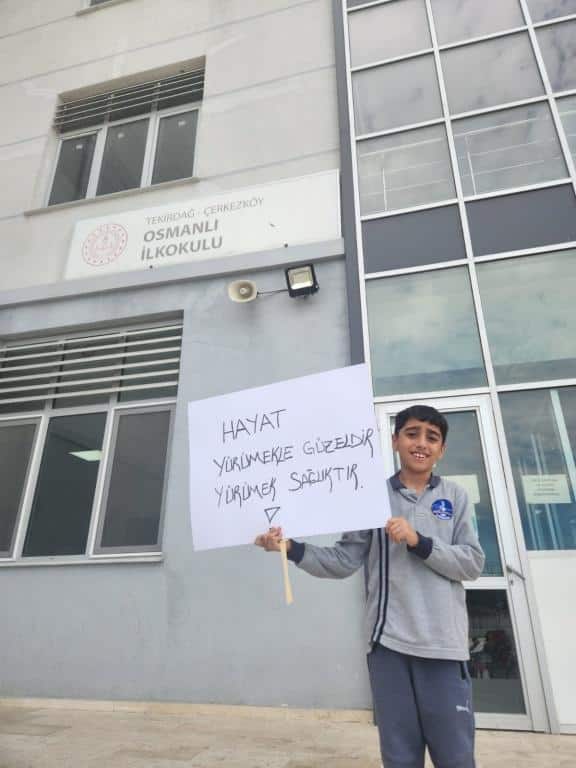 TEKİRDAĞ - ÇERKEZKÖY
OSMANLI
İLKOKULU
HAYAT
YÜRÜMEKLE GÜZELDİR
YÜRÜMEK SAĞLIKTIR.